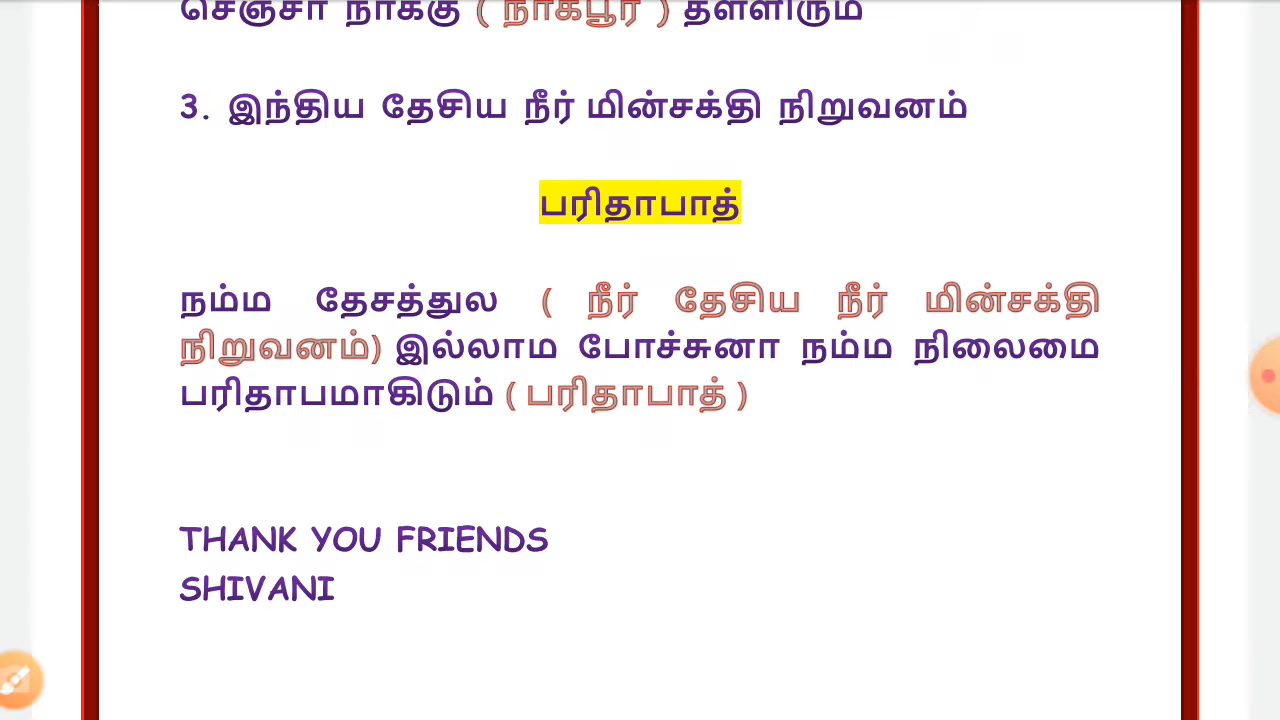 செஞ்சா நாக்கு ( நாக்பூர் ) தள்ளிரும்
3. இந்திய தேசிய நீர் மின்சக்தி நிறுவனம்
பரிதாபாத்
நம்ம தேசத்துல ( நீர் தேசிய நீர் மின்சக்தி
நிறுவனம்) இல்லாம போச்சுனா நம்ம நிலைமை
பரிதாபமாகிடும் ( பரிதாபாத் )
THANK YOU FRIENDS
SHIVANI